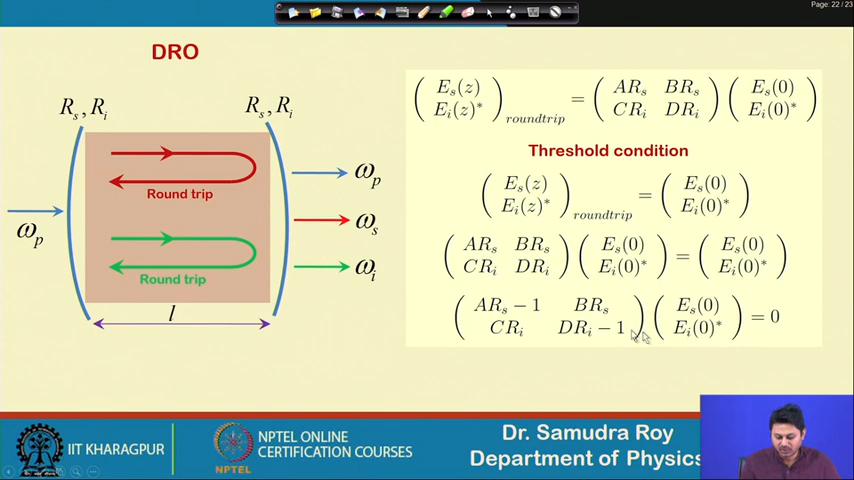 Page: 22 / 23
DRO
R_s, R_i
R_s, R_i
Round trip
Round trip
ω_p
ω_p
ω_s
ω_i
l
( E_s(z) E_i(z)* )_roundtrip = ( AR_s BR_s CR_i DR_i ) ( E_s(0) E_i(0)* )
Threshold condition
( E_s(z) E_i(z)* )_roundtrip = ( E_s(0) E_i(0)* )
( AR_s BR_s CR_i DR_i ) ( E_s(0) E_i(0)* ) = ( E_s(0) E_i(0)* )
( AR_s − 1 BR_s CR_i DR_i − 1 ) ( E_s(0) E_i(0)* ) = 0
IIT KHARAGPUR
NPTEL
NPTEL ONLINE
CERTIFICATION COURSES
Dr. Samudra Roy
Department of Physics